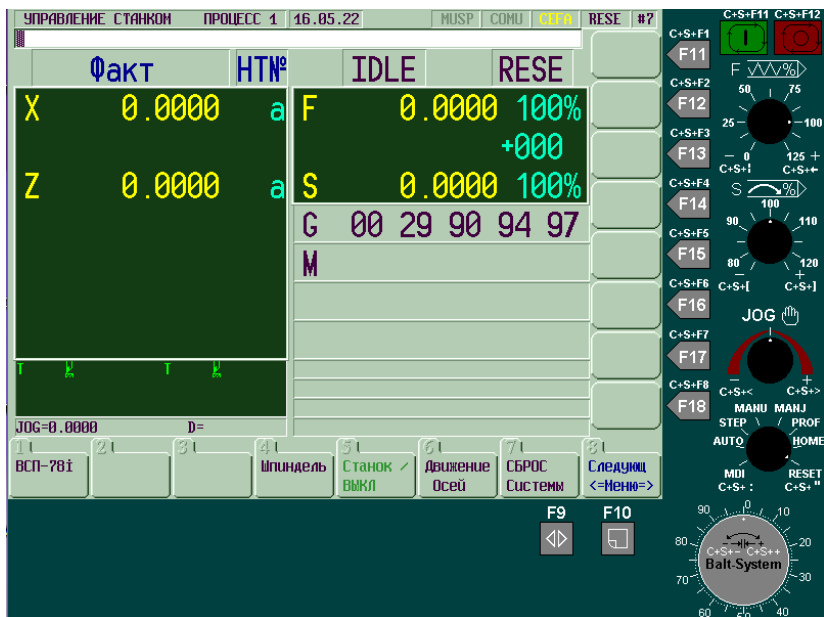 УПРАВЛЕНИЕ СТАНКОМ ПРОЦЕСС 1 16.05.22 MUSP COMU CEFA RESE #7
Факт НТ№ IDLE RESE
X 0.0000 a F 0.0000 100%
+000
Z 0.0000 a S 0.0000 100%
G 00 29 90 94 97
M
T T
JOG=0.0000 D=
1 2 3 4 5 6 7 8
ВСП-78i Шпиндель Станок / Движение СБРОС Следующ
ВЫКЛ Осей Системы <=Меню=>
F9 F10
C+S+F11 C+S+F12
C+S+F1
F11
C+S+F2
F12
C+S+F3
F13
C+S+F4
F14
C+S+F5
F15
C+S+F6
F16
C+S+F7
F17
C+S+F8
F18
F %
50 75
25 100
0 125 +
C+S+
S %
100
90 110
80 120
C+S+[ C+S+]
JOG
- +
C+S+< C+S+>
MANU MANJ
STEP PROF
AUTO HOME
MDI RESET
C+S+ : C+S+ "
90 0 10
C+S+- C+S++
80 20
Balt-System
70 30
60 50 40